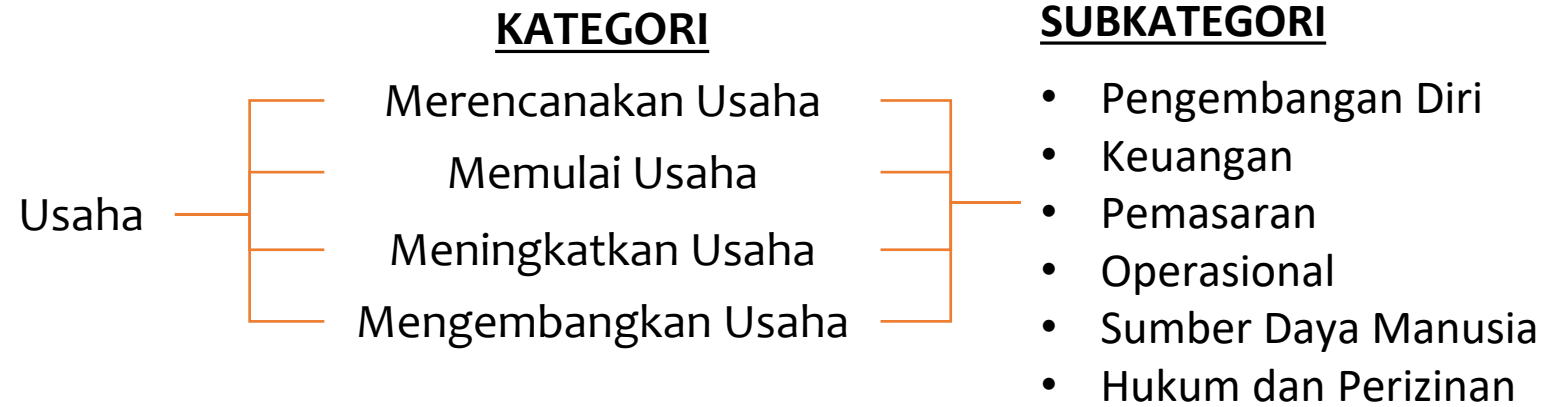 KATEGORI
Merencanakan Usaha
Memulai Usaha
Usaha
Meningkatkan Usaha
Mengembangkan Usaha
SUBKATEGORI
• Pengembangan Diri
• Keuangan
• Pemasaran
• Operasional
• Sumber Daya Manusia
• Hukum dan Perizinan